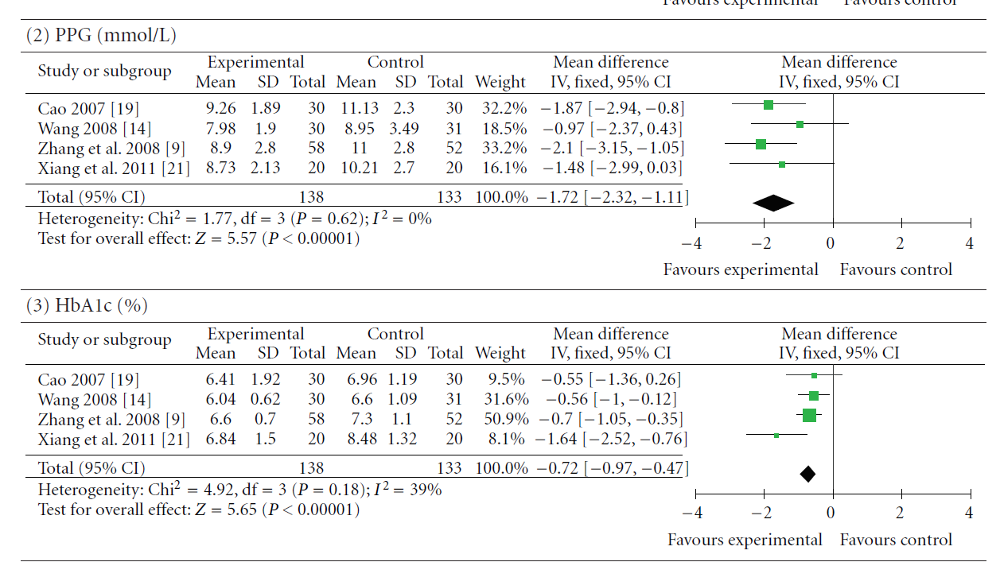 Favours experimental Favours control
(2) PPG (mmol/L)
Study or subgroup Experimental Control Mean difference Mean difference
Mean SD Total Mean SD Total Weight IV, fixed, 95% CI IV, fixed, 95% CI
Cao 2007 [19] 9.26 1.89 30 11.13 2.3 30 32.2% −1.87 [−2.94, −0.8]
Wang 2008 [14] 7.98 1.9 30 8.95 3.49 31 18.5% −0.97 [−2.37, 0.43]
Zhang et al. 2008 [9] 8.9 2.8 58 11 2.8 52 33.2% −2.1 [−3.15, −1.05]
Xiang et al. 2011 [21] 8.73 2.13 20 10.21 2.7 20 16.1% −1.48 [−2.99, 0.03]
Total (95% CI) 138 133 100.0% −1.72 [−2.32, −1.11]
Heterogeneity: Chi² = 1.77, df = 3 (P = 0.62); I² = 0%
Test for overall effect: Z = 5.57 (P < 0.00001)
−4 −2 0 2 4
Favours experimental Favours control
(3) HbA1c (%)
Study or subgroup Experimental Control Mean difference Mean difference
Mean SD Total Mean SD Total Weight IV, fixed, 95% CI IV, fixed, 95% CI
Cao 2007 [19] 6.41 1.92 30 6.96 1.19 30 9.5% −0.55 [−1.36, 0.26]
Wang 2008 [14] 6.04 0.62 30 6.6 1.09 31 31.6% −0.56 [−1, −0.12]
Zhang et al. 2008 [9] 6.6 0.7 58 7.3 1.1 52 50.9% −0.7 [−1.05, −0.35]
Xiang et al. 2011 [21] 6.84 1.5 20 8.48 1.32 20 8.1% −1.64 [−2.52, −0.76]
Total (95% CI) 138 133 100.0% −0.72 [−0.97, −0.47]
Heterogeneity: Chi² = 4.92, df = 3 (P = 0.18); I² = 39%
Test for overall effect: Z = 5.65 (P < 0.00001)
−4 −2 0 2 4
Favours experimental Favours control